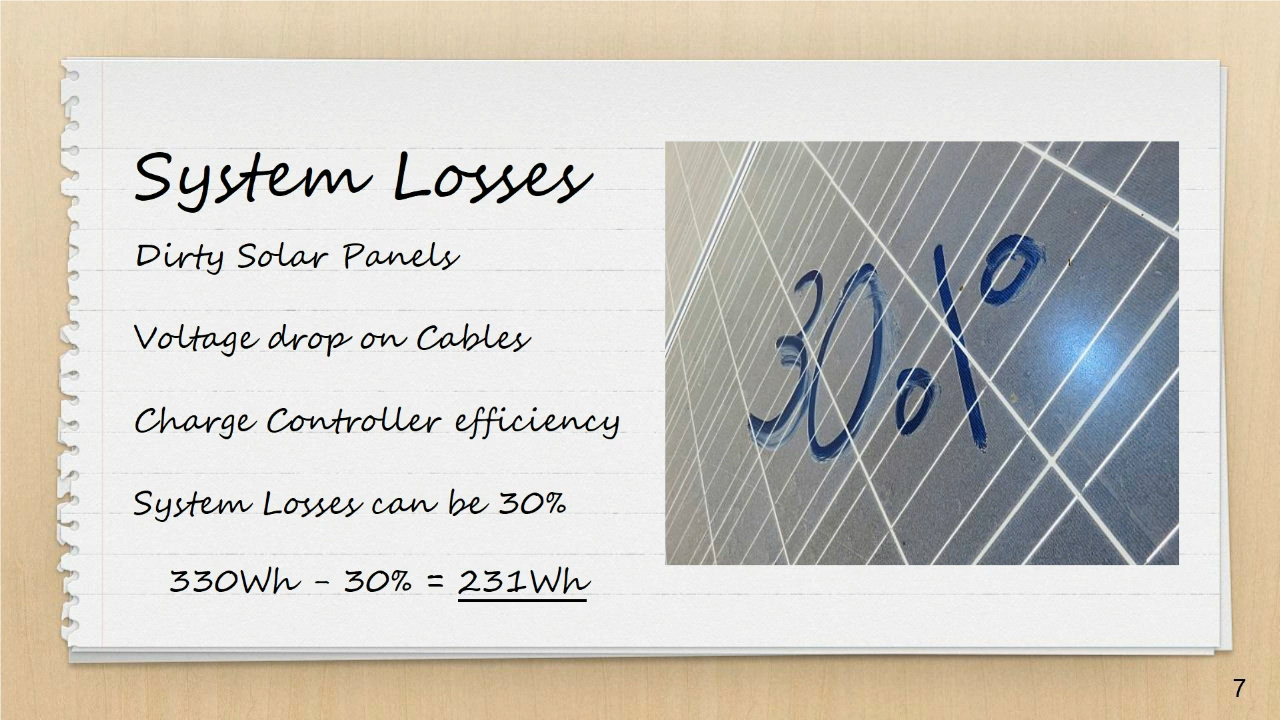 System Losses
Dirty Solar Panels
Voltage drop on Cables
Charge Controller efficiency
System Losses can be 30%
330Wh - 30% = 231Wh
30%
7